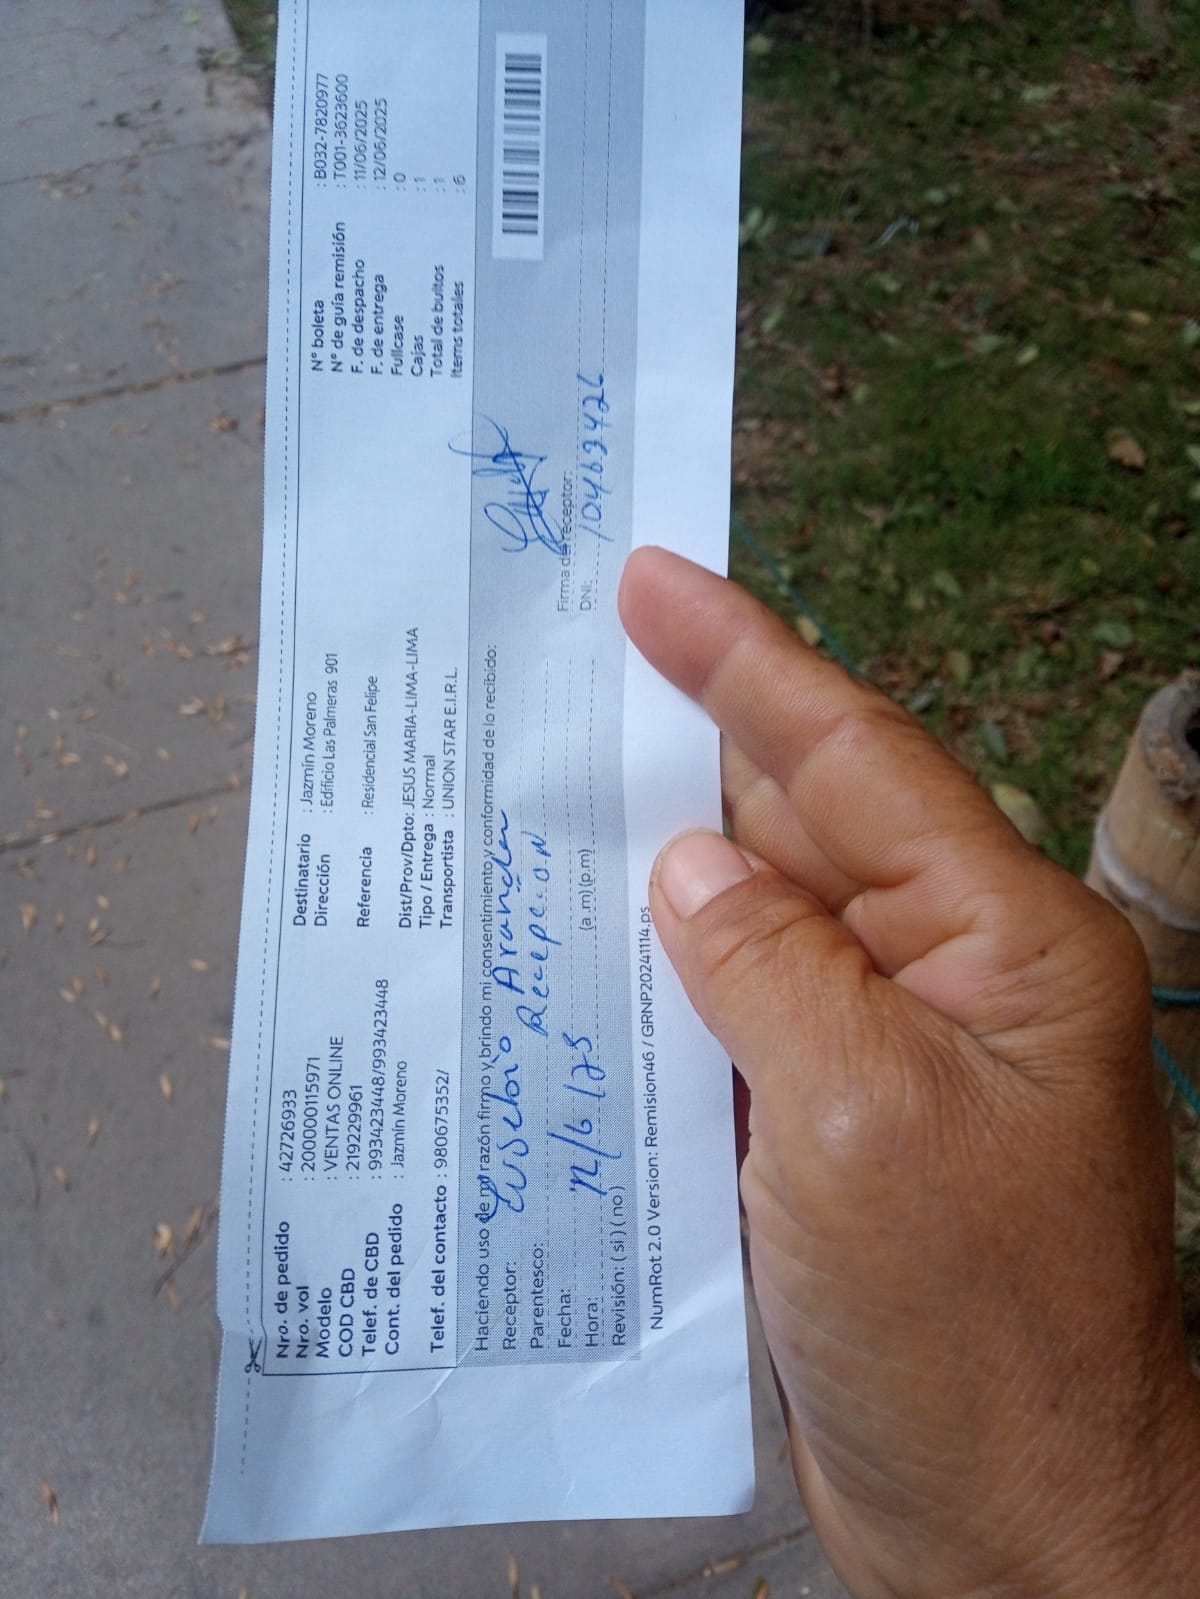 Nro. de pedido : 42726933
Nro. vol : 200000115971
Modelo : VENTAS ONLINE
COD CBD : 219229961
Telef. de CBD : 993423448/993423448
Cont. del pedido : Jazmín Moreno
Telef. del contacto : 980675352/
Destinatario : Jazmín Moreno
Dirección : Edificio Las Palmeras 901
Referencia : Residencial San Felipe
Dist/Prov/Dpto: JESUS MARIA-LIMA-LIMA
Tipo / Entrega : Normal
Transportista : UNION STAR E.I.R.L.
N° boleta : B032-7820977
N° de guía remisión : T001-3623600
F. de despacho : 11/06/2025
F. de entrega : 12/06/2025
Fullcase : 0
Cajas : 1
Total de bultos : 1
Items totales : 6
Haciendo uso de mi razón firmo y brindo mi consentimiento y conformidad de lo recibido:
Receptor: Eusebio Aranda
Parentesco: Recepcion
Fecha: 12/6/25
Hora: (a.m)(p.m)
Revisión: ( si ) ( no )
Firma del receptor:
DNI: 10463426
NumRot 2.0 Version: Remision46 / GRNP20241114.ps